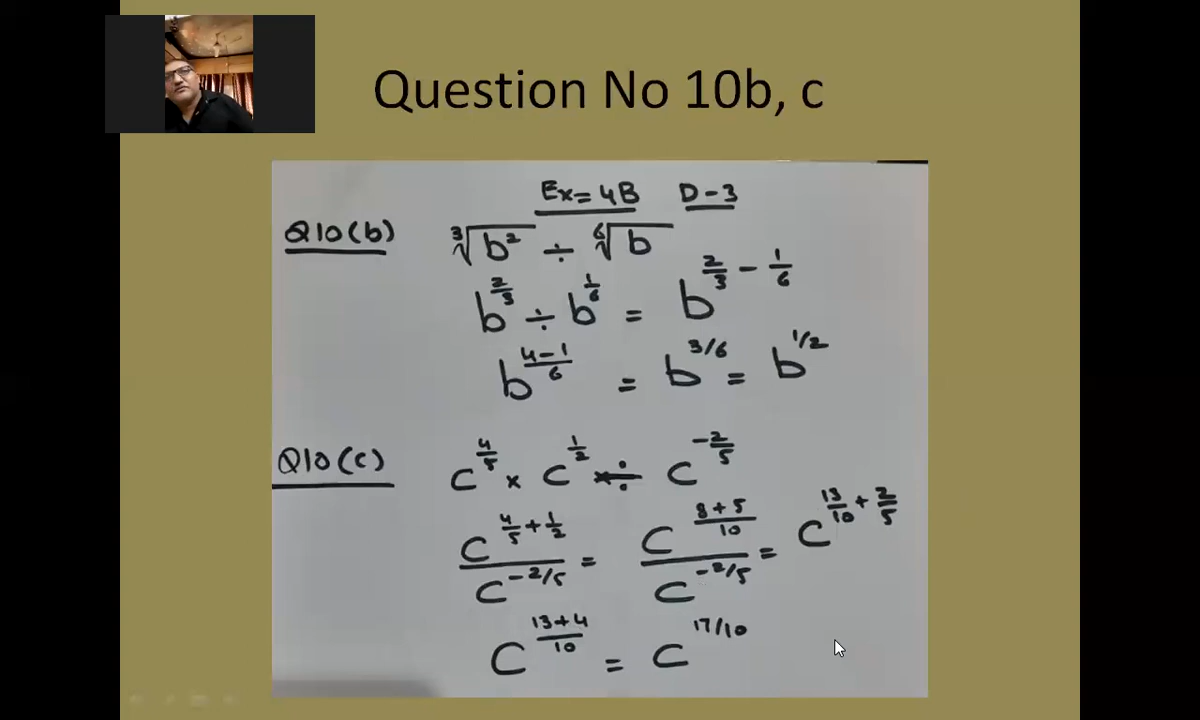 Question No 10b, c
Ex=4B D-3
Q10(b) ∛b² ÷ ⁶√b
b^{2/3} ÷ b^{1/6} = b^{2/3 - 1/6}
b^{(4-1)/6} = b^{3/6} = b^{1/2}
Q10(c) c^{4/5} × c^{1/2} ÷ c^{-2/5}
c^{4/5 + 1/2} / c^{-2/5} = c^{(8+5)/10} / c^{-2/5} = c^{13/10 + 2/5}
c^{(13+4)/10} = c^{17/10}